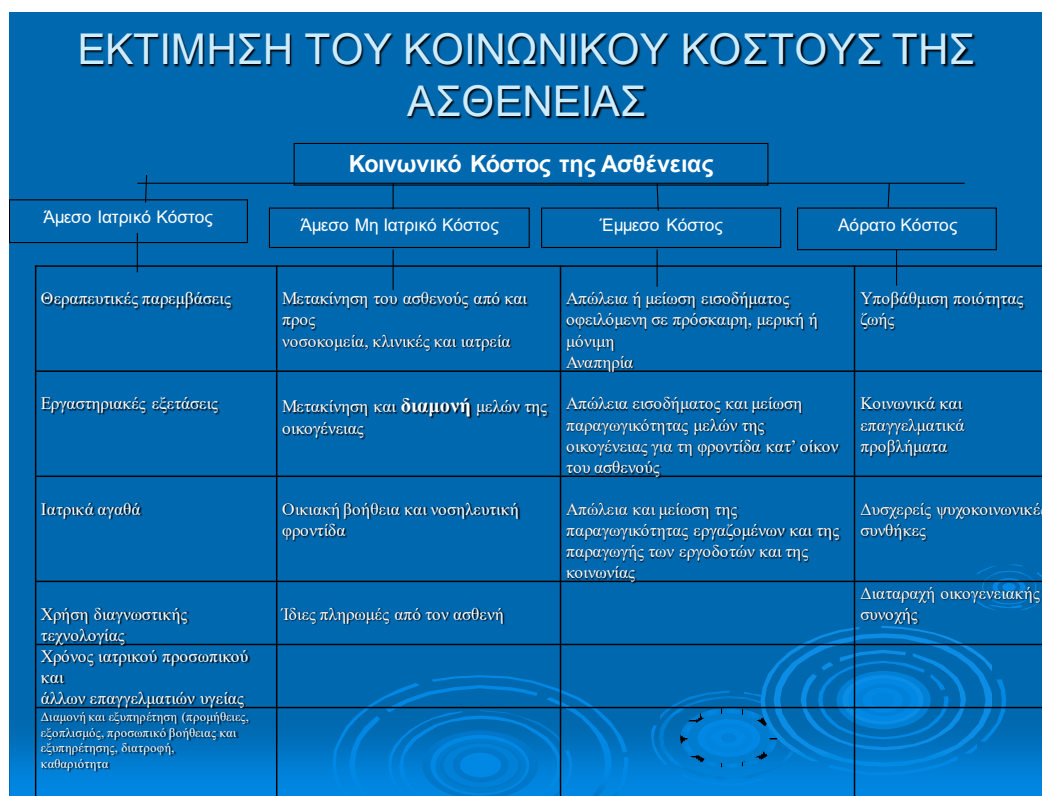 ΕΚΤΙΜΗΣΗ ΤΟΥ ΚΟΙΝΩΝΙΚΟΥ ΚΟΣΤΟΥΣ ΤΗΣ
ΑΣΘΕΝΕΙΑΣ
Κοινωνικό Κόστος της Ασθένειας
Άμεσο Ιατρικό Κόστος
Άμεσο Μη Ιατρικό Κόστος
Έμμεσο Κόστος
Αόρατο Κόστος
Θεραπευτικές παρεμβάσεις
Μετακίνηση του ασθενούς από και
προς
νοσοκομεία, κλινικές και ιατρεία
Απώλεια ή μείωση εισοδήματος
οφειλόμενη σε πρόσκαιρη, μερική ή
μόνιμη
Αναπηρία
Υποβάθμιση ποιότητας
ζωής
Εργαστηριακές εξετάσεις
Μετακίνηση και διαμονή μελών της
οικογένειας
Απώλεια εισοδήματος και μείωση
παραγωγικότητας μελών της
οικογένειας για τη φροντίδα κατ’ οίκον
του ασθενούς
Κοινωνικά και
επαγγελματικά
προβλήματα
Ιατρικά αγαθά
Οικιακή βοήθεια και νοσηλευτική
φροντίδα
Απώλεια και μείωση της
παραγωγικότητας εργαζομένων και της
παραγωγής των εργοδοτών και της
κοινωνίας
Δυσχερείς ψυχοκοινωνικές
συνθήκες
Χρήση διαγνωστικής
τεχνολογίας
Ίδιες πληρωμές από τον ασθενή
Διαταραχή οικογενειακής
συνοχής
Χρόνος ιατρικού προσωπικού
και
άλλων επαγγελματιών υγείας
Διαμονή και εξυπηρέτηση (προμήθειες,
εξοπλισμός, προσωπικό βοήθειας και
εξυπηρέτησης, διατροφή,
καθαριότητα